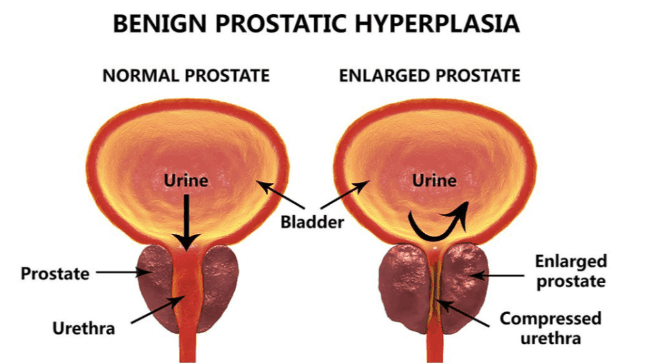 BENIGN PROSTATIC HYPERPLASIA
NORMAL PROSTATE
ENLARGED PROSTATE
Urine
Urine
Bladder
Prostate
Urethra
Enlarged
prostate
Compressed
urethra